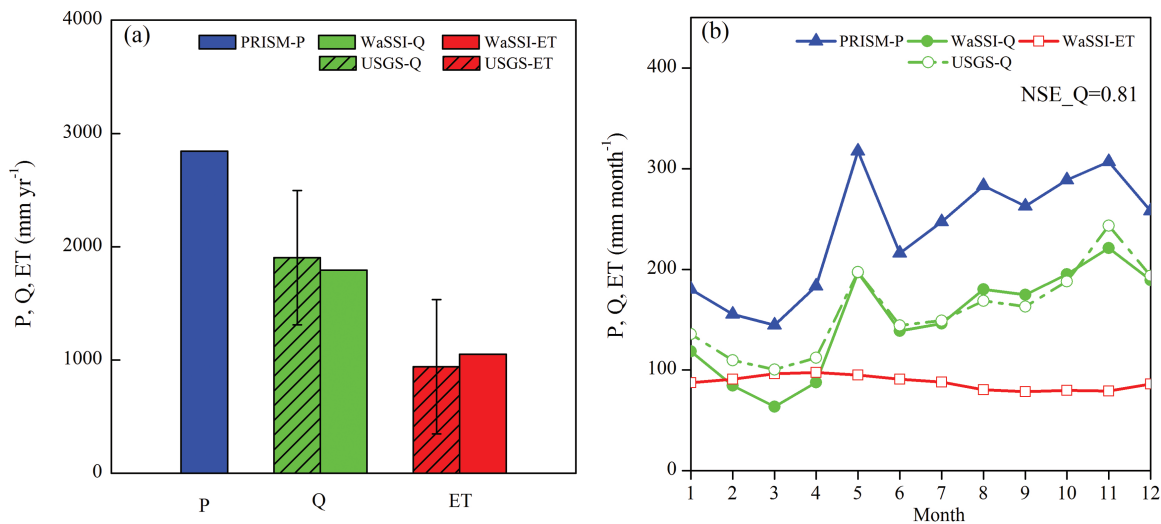 (a)
PRISM-P WaSSI-Q WaSSI-ET
USGS-Q USGS-ET
P, Q, ET (mm yr-1)
4000
3000
2000
1000
0
P Q ET
(b)
PRISM-P WaSSI-Q WaSSI-ET
USGS-Q
NSE_Q=0.81
P, Q, ET (mm month-1)
400
300
200
100
0
1 2 3 4 5 6 7 8 9 10 11 12
Month